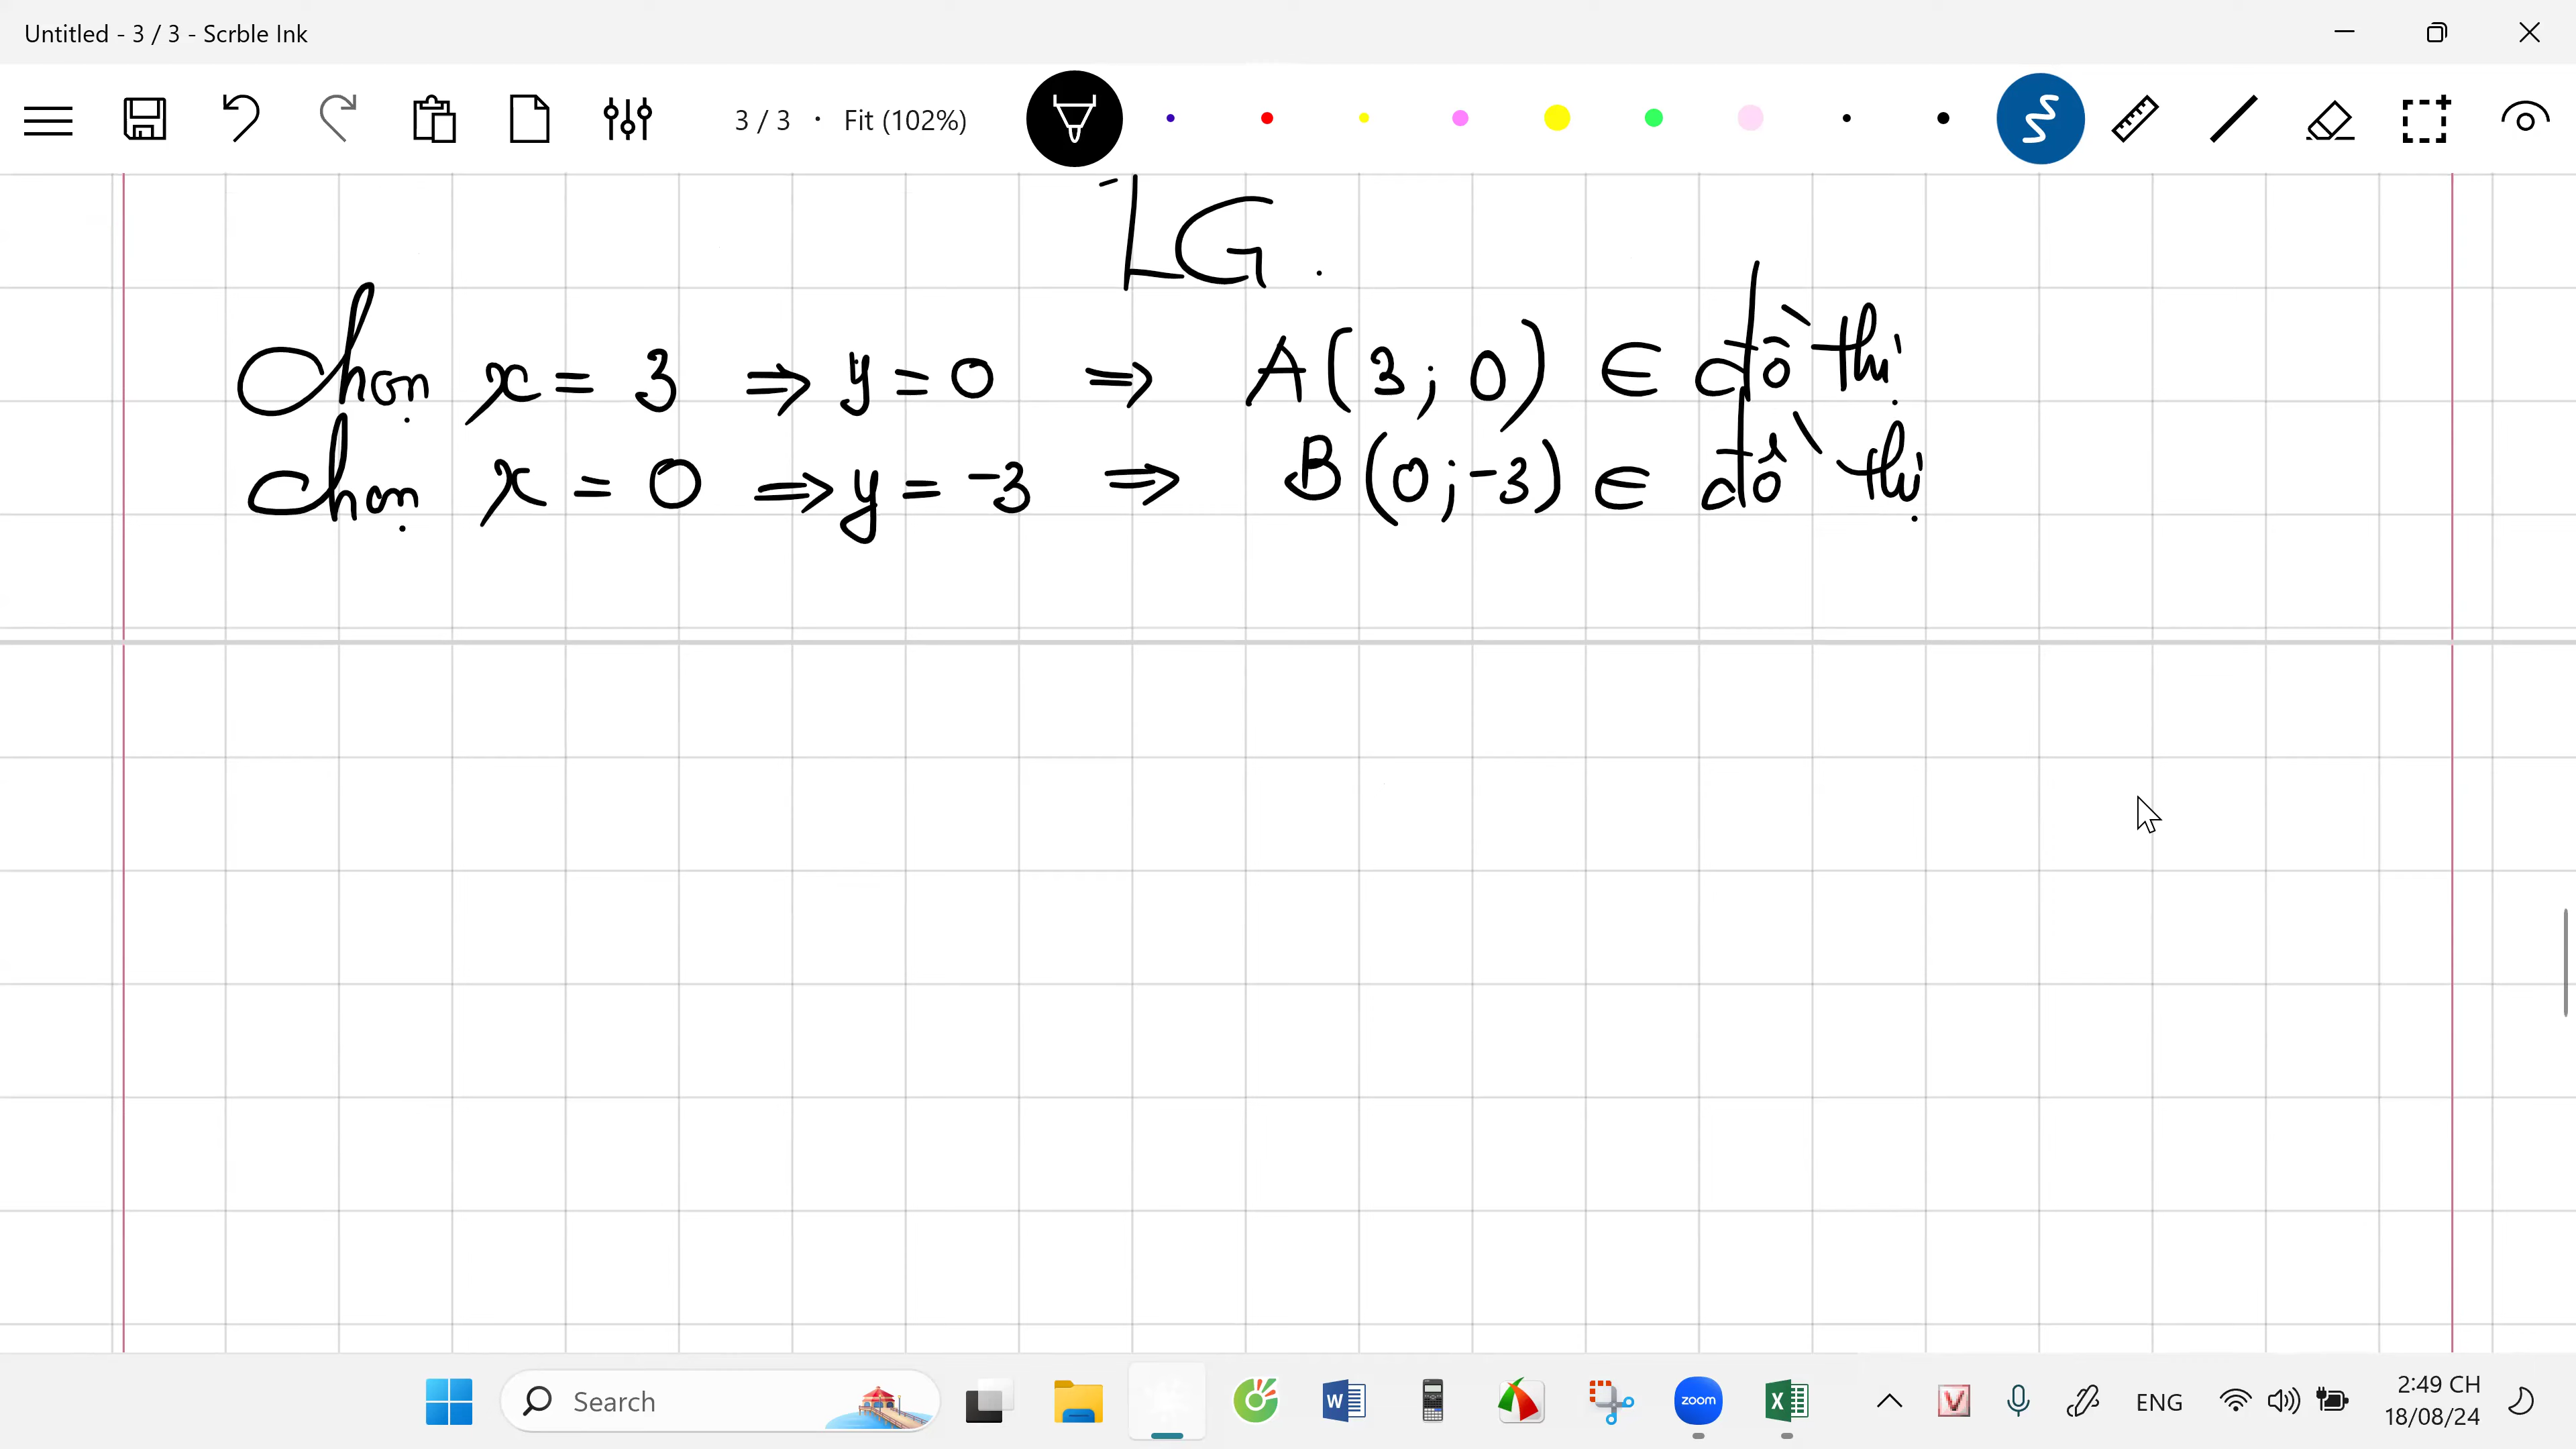 Untitled - 3 / 3 - Scrble Ink
3 / 3 · Fit (102%)
LG.
Chọn x = 3 ⇒ y = 0 ⇒ A(3; 0) ∈ đồ thị
chọn x = 0 ⇒ y = -3 ⇒ B(0; -3) ∈ đồ thị
Search
zoom
ENG
2:49 CH
18/08/24